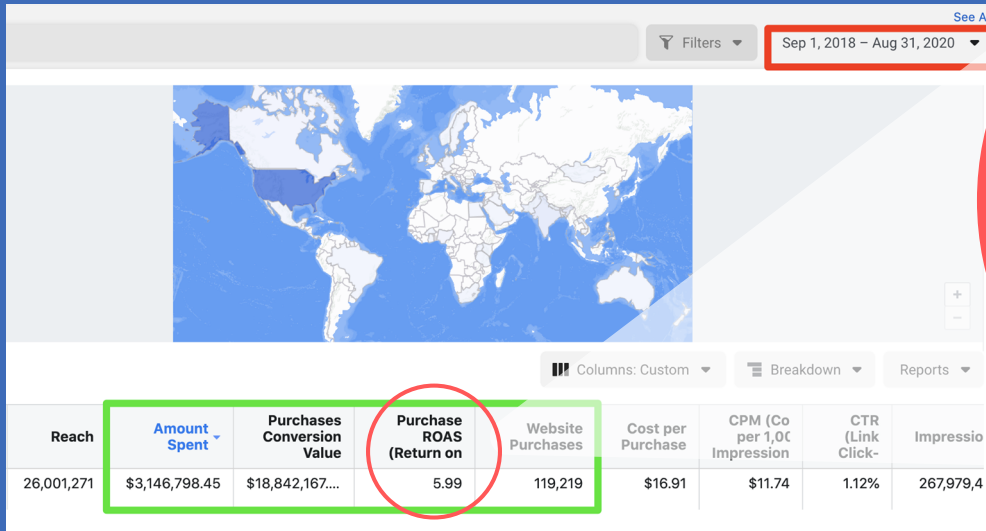 See A
Filters
Sep 1, 2018 – Aug 31, 2020
+
−
Columns: Custom
Breakdown
Reports
Reach
Amount
Spent
Purchases
Conversion
Value
Purchase
ROAS
(Return on
Website
Purchases
Cost per
Purchase
CPM (Co
per 1,0(
Impression
CTR
(Link
Click-
Impressio
26,001,271 $3,146,798.45 $18,842,167.... 5.99 119,219 $16.91 $11.74 1.12% 267,979,4